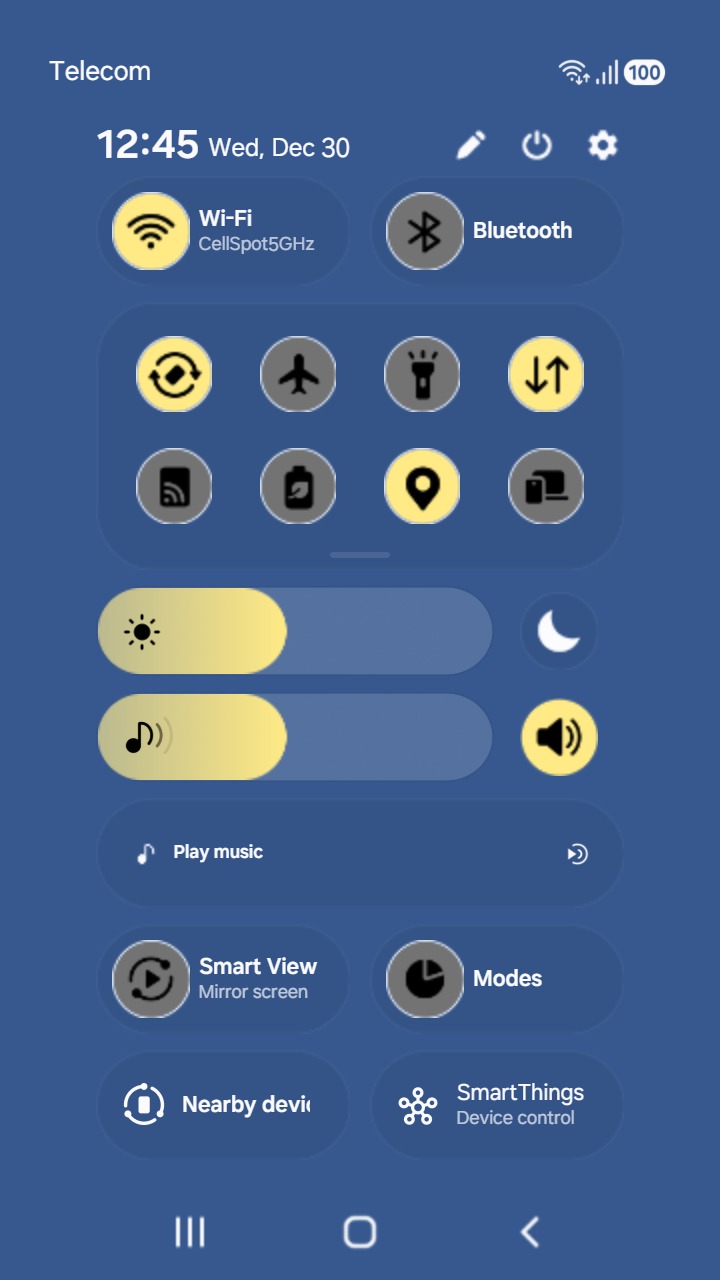 Telecom
100
12:45 Wed, Dec 30
Wi-Fi
CellSpot5GHz
Bluetooth
Play music
Smart View
Mirror screen
Modes
Nearby devic
SmartThings
Device control